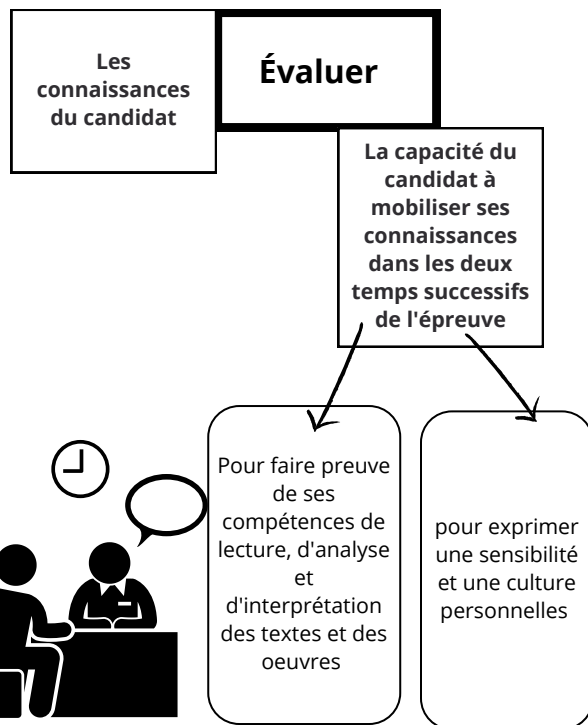 Les
connaissances
du candidat
Évaluer
La capacité du
candidat à
mobiliser ses
connaissances
dans les deux
temps successifs
de l'épreuve
Pour faire preuve
de ses
compétences de
lecture, d'analyse
et
d'interprétation
des textes et des
oeuvres
pour exprimer
une sensibilité
et une culture
personnelles